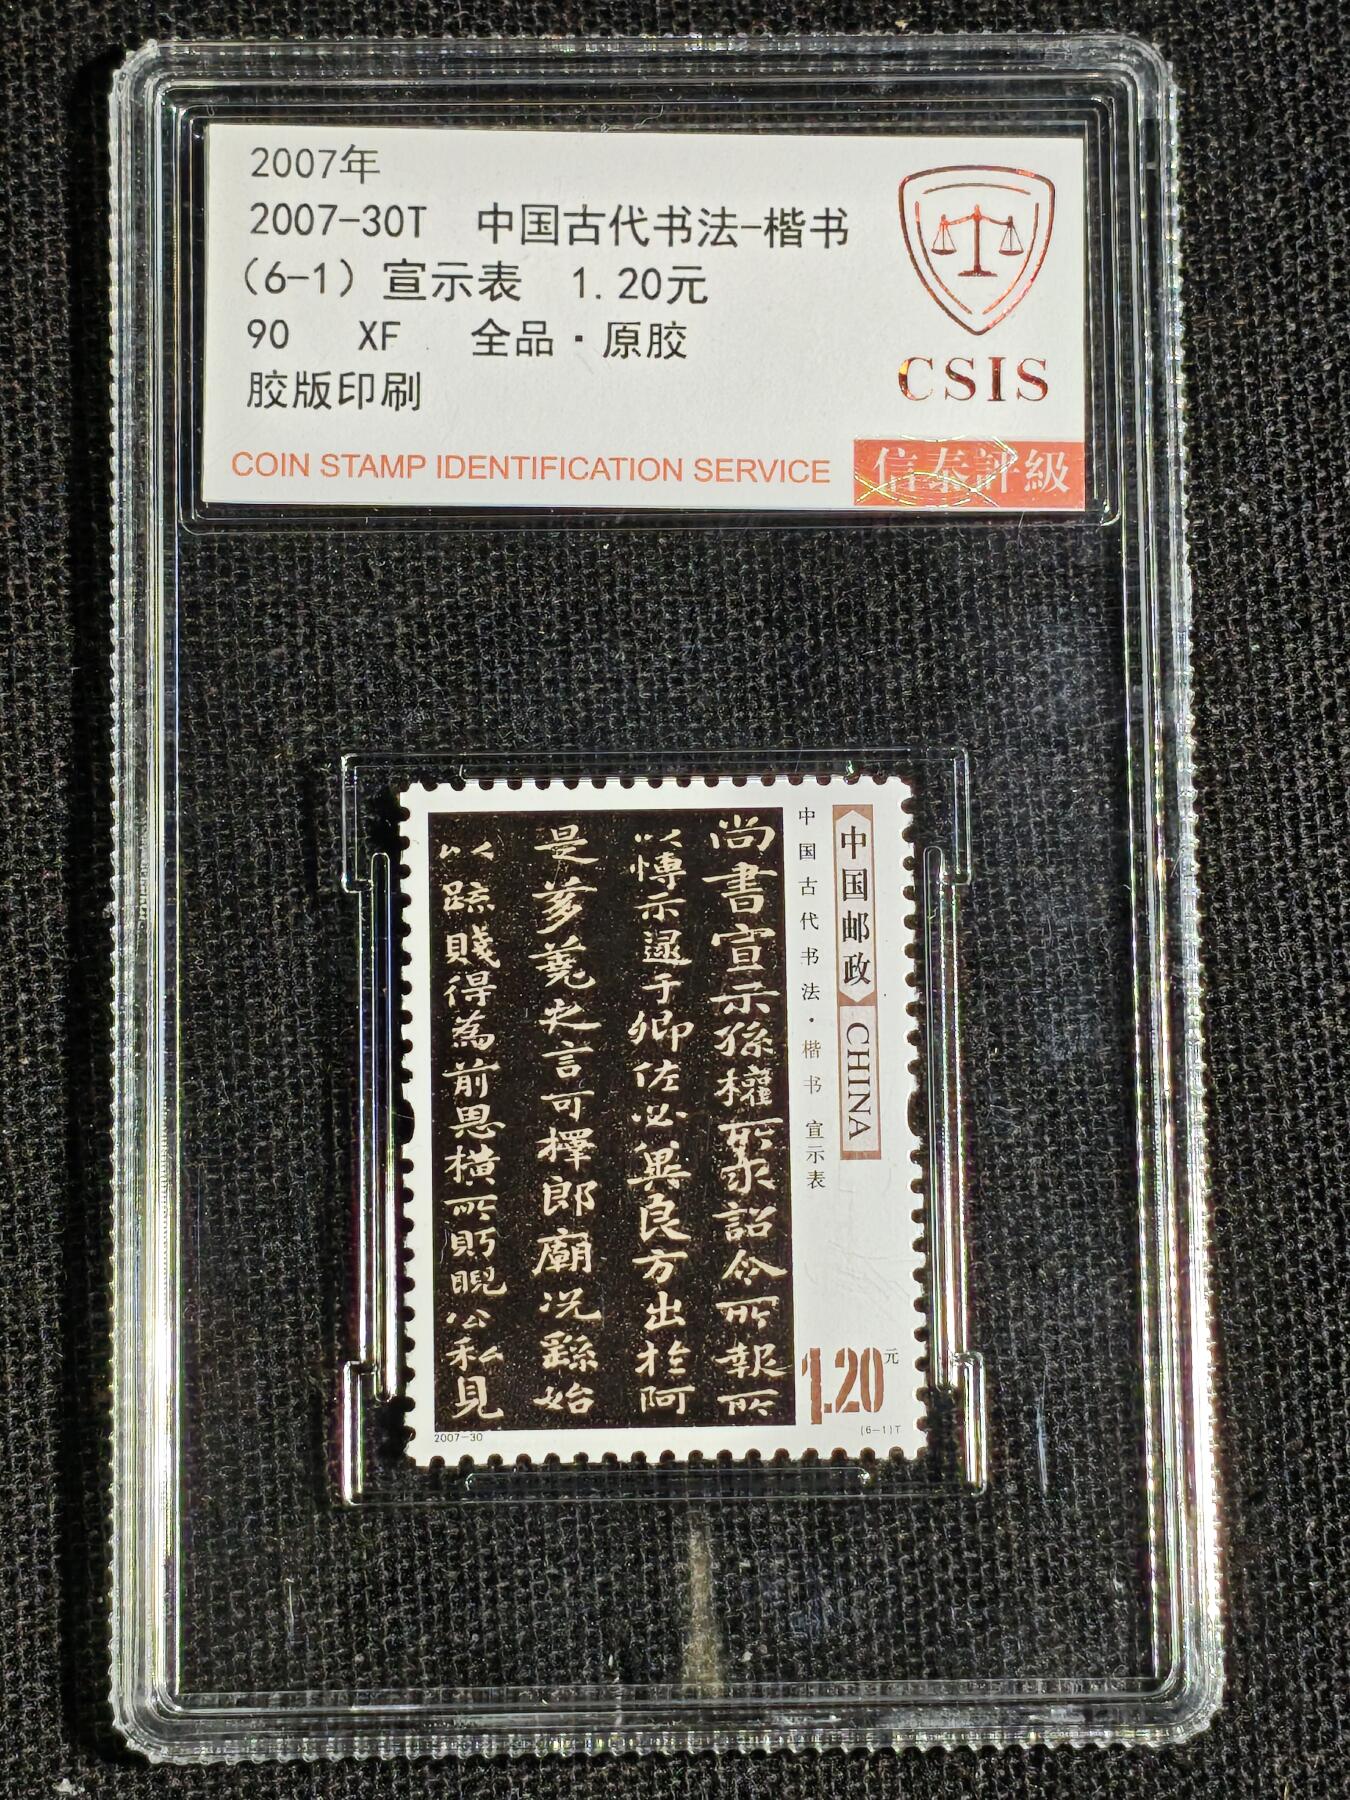 2007年
2007-30T 中国古代书法-楷书
(6-1) 宣示表 1.20元
90 XF 全品·原胶
胶版印刷
CSIS
COIN STAMP IDENTIFICATION SERVICE
信泰評級
中国邮政 CHINA
中国古代书法·楷书 宣示表
尚書宣示孫權所求詔令所報所
以博示逮于卿佐必冀良方出於阿
是芻蕘之言可擇郎廟況繇始
以疏賤得為前恩橫所眄睨公私見
1.20元
2007-30
(6-1)T